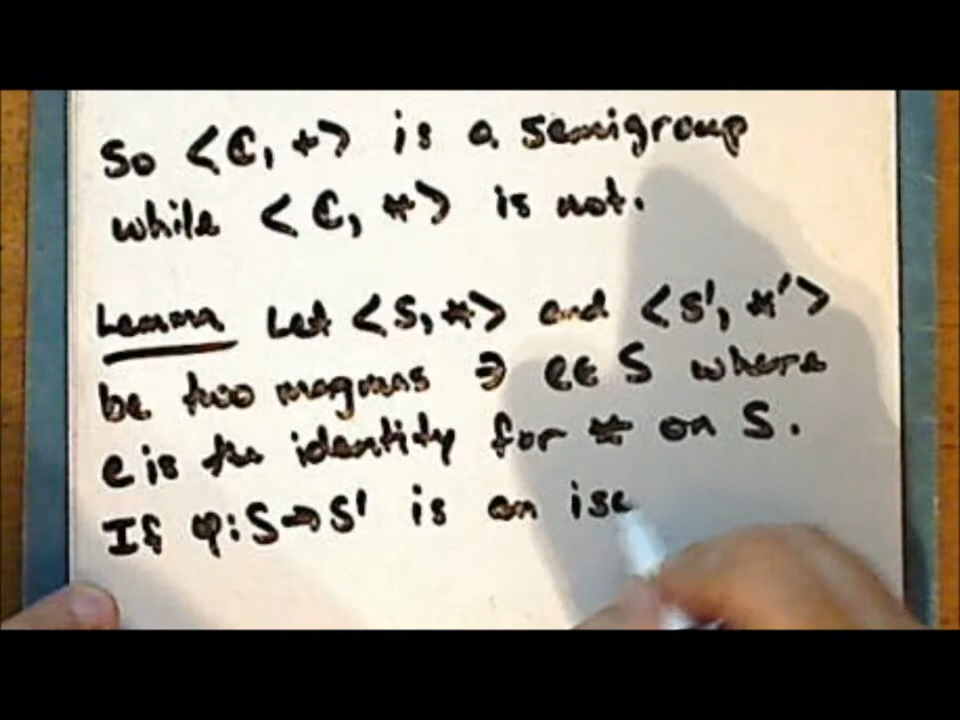 So <ℂ, +> is a semigroup
while <ℂ, *> is not.
Lemma Let <S, *> and <S', *'>
be two magmas ∋ e∈S where
e is the identity for * on S.
If φ:S→S' is an iso